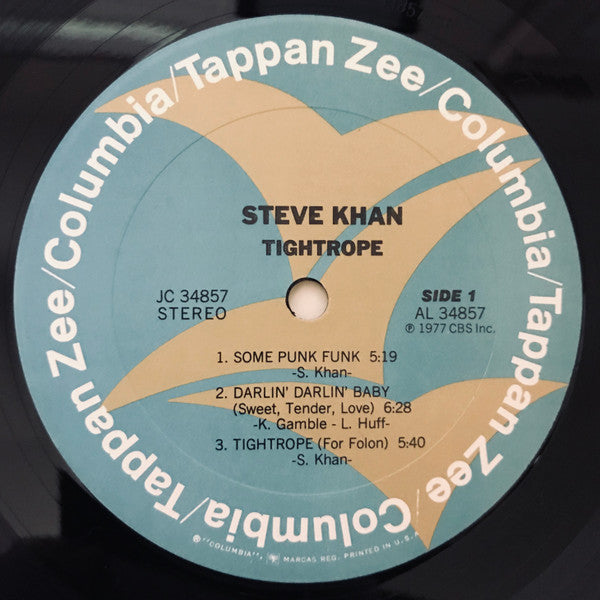 Columbia/Tappan Zee/Columbia/Tappan Zee/Columbia/Tappan Zee/
STEVE KHAN
TIGHTROPE
JC 34857
STEREO
SIDE 1
AL 34857
℗ 1977 CBS Inc.
1. SOME PUNK FUNK 5:19
-S. Khan-
2. DARLIN' DARLIN' BABY
(Sweet, Tender, Love) 6:28
-K. Gamble - L. Huff-
3. TIGHTROPE (For Folon) 5:40
-S. Khan-
® "COLUMBIA", MARCAS REG. PRINTED IN U.S.A.